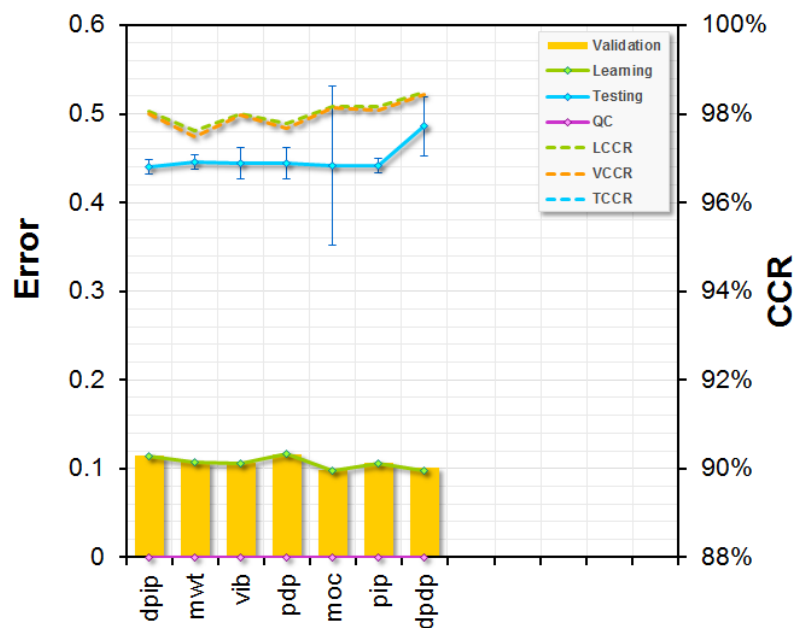 0.6
0.5
0.4
0.3
0.2
0.1
0
Error
100%
98%
96%
94%
92%
90%
88%
CCR
Validation
Learning
Testing
QC
LCCR
VCCR
TCCR
dpip
mwt
vib
pdp
moc
pip
dpdp